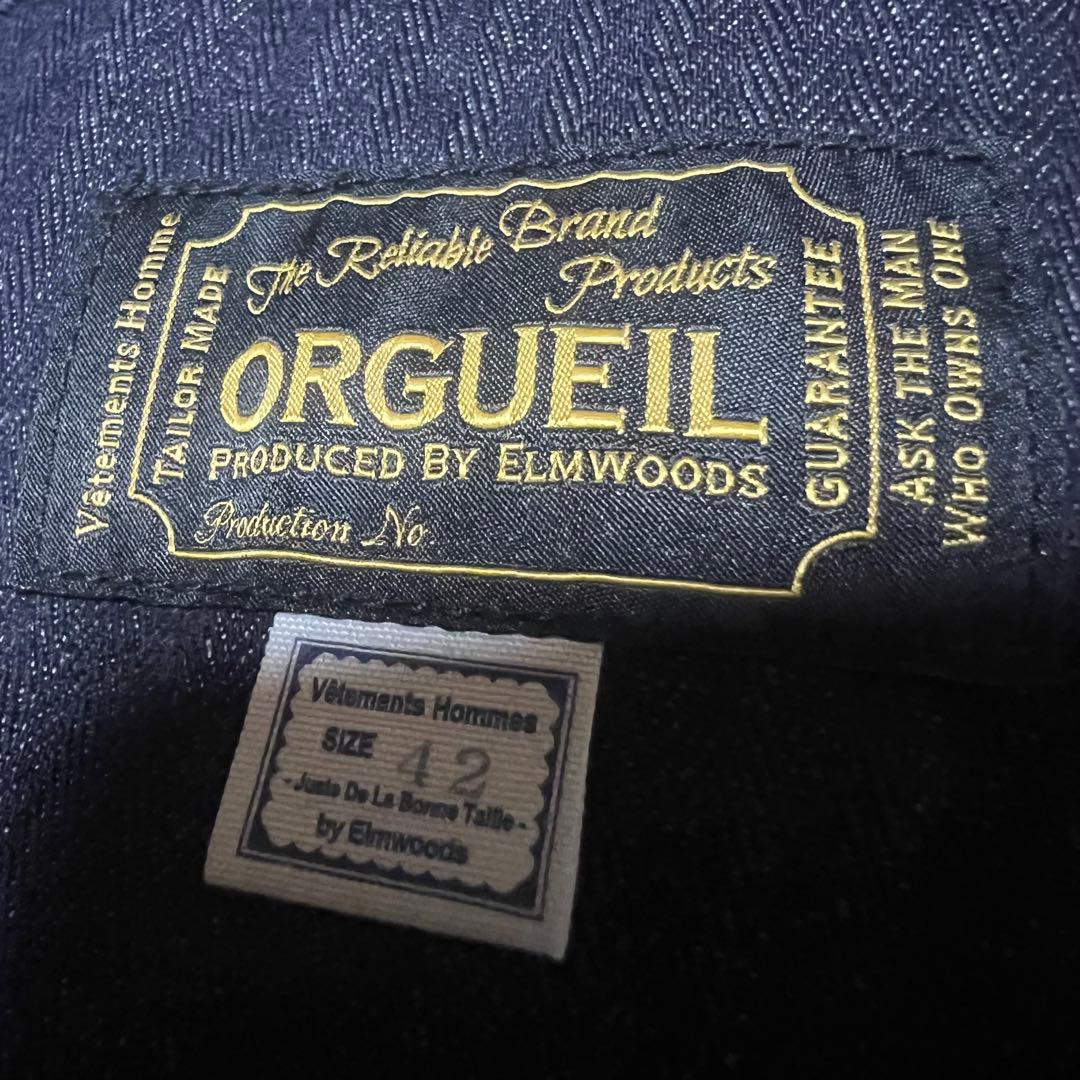 Vêtements Homme
TAILOR MADE
The Reliable Brand
Products
ORGUEIL
PRODUCED BY ELMWOODS
Production No
GUARANTEE
ASK THE MAN
WHO OWNS ONE
Vêtements Hommes
SIZE 42
- Juste De La Bonne Taille -
by Elmwoods